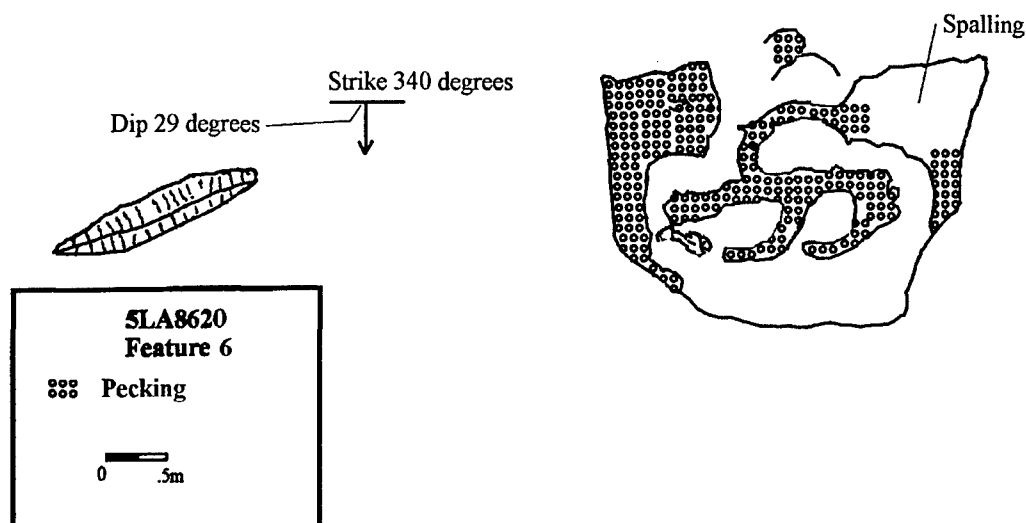 Spalling
Strike 340 degrees
Dip 29 degrees
5LA8620
Feature 6
Pecking
0 .5m